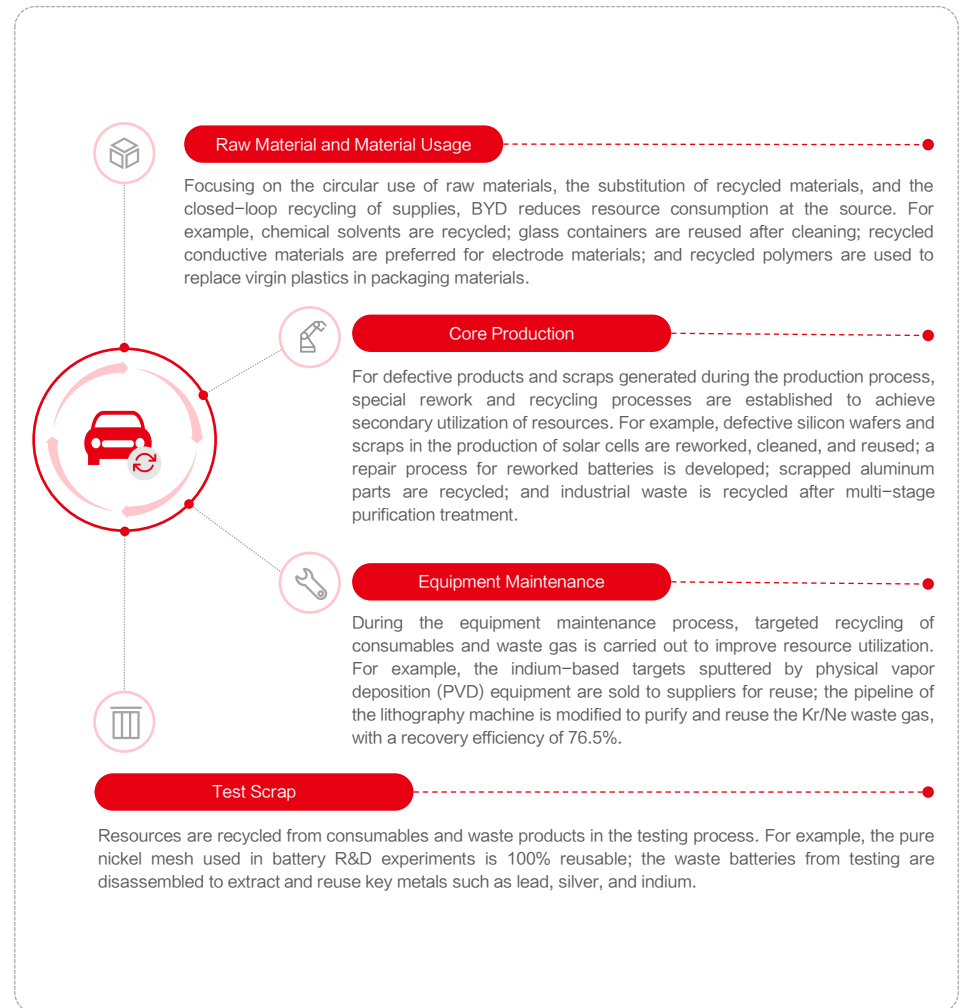 Raw Material and Material Usage
Focusing on the circular use of raw materials, the substitution of recycled materials, and the
closed-loop recycling of supplies, BYD reduces resource consumption at the source. For
example, chemical solvents are recycled; glass containers are reused after cleaning; recycled
conductive materials are preferred for electrode materials; and recycled polymers are used to
replace virgin plastics in packaging materials.
Core Production
For defective products and scraps generated during the production process,
special rework and recycling processes are established to achieve
secondary utilization of resources. For example, defective silicon wafers and
scraps in the production of solar cells are reworked, cleaned, and reused; a
repair process for reworked batteries is developed; scrapped aluminum
parts are recycled; and industrial waste is recycled after multi-stage
purification treatment.
Equipment Maintenance
During the equipment maintenance process, targeted recycling of
consumables and waste gas is carried out to improve resource utilization.
For example, the indium-based targets sputtered by physical vapor
deposition (PVD) equipment are sold to suppliers for reuse; the pipeline of
the lithography machine is modified to purify and reuse the Kr/Ne waste gas,
with a recovery efficiency of 76.5%.
Test Scrap
Resources are recycled from consumables and waste products in the testing process. For example, the pure
nickel mesh used in battery R&D experiments is 100% reusable; the waste batteries from testing are
disassembled to extract and reuse key metals such as lead, silver, and indium.